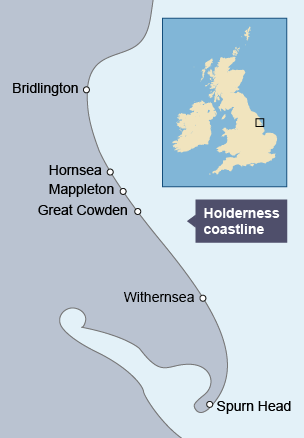 Bridlington
Hornsea
Mappleton
Great Cowden
Holderness
coastline
Withernsea
Spurn Head